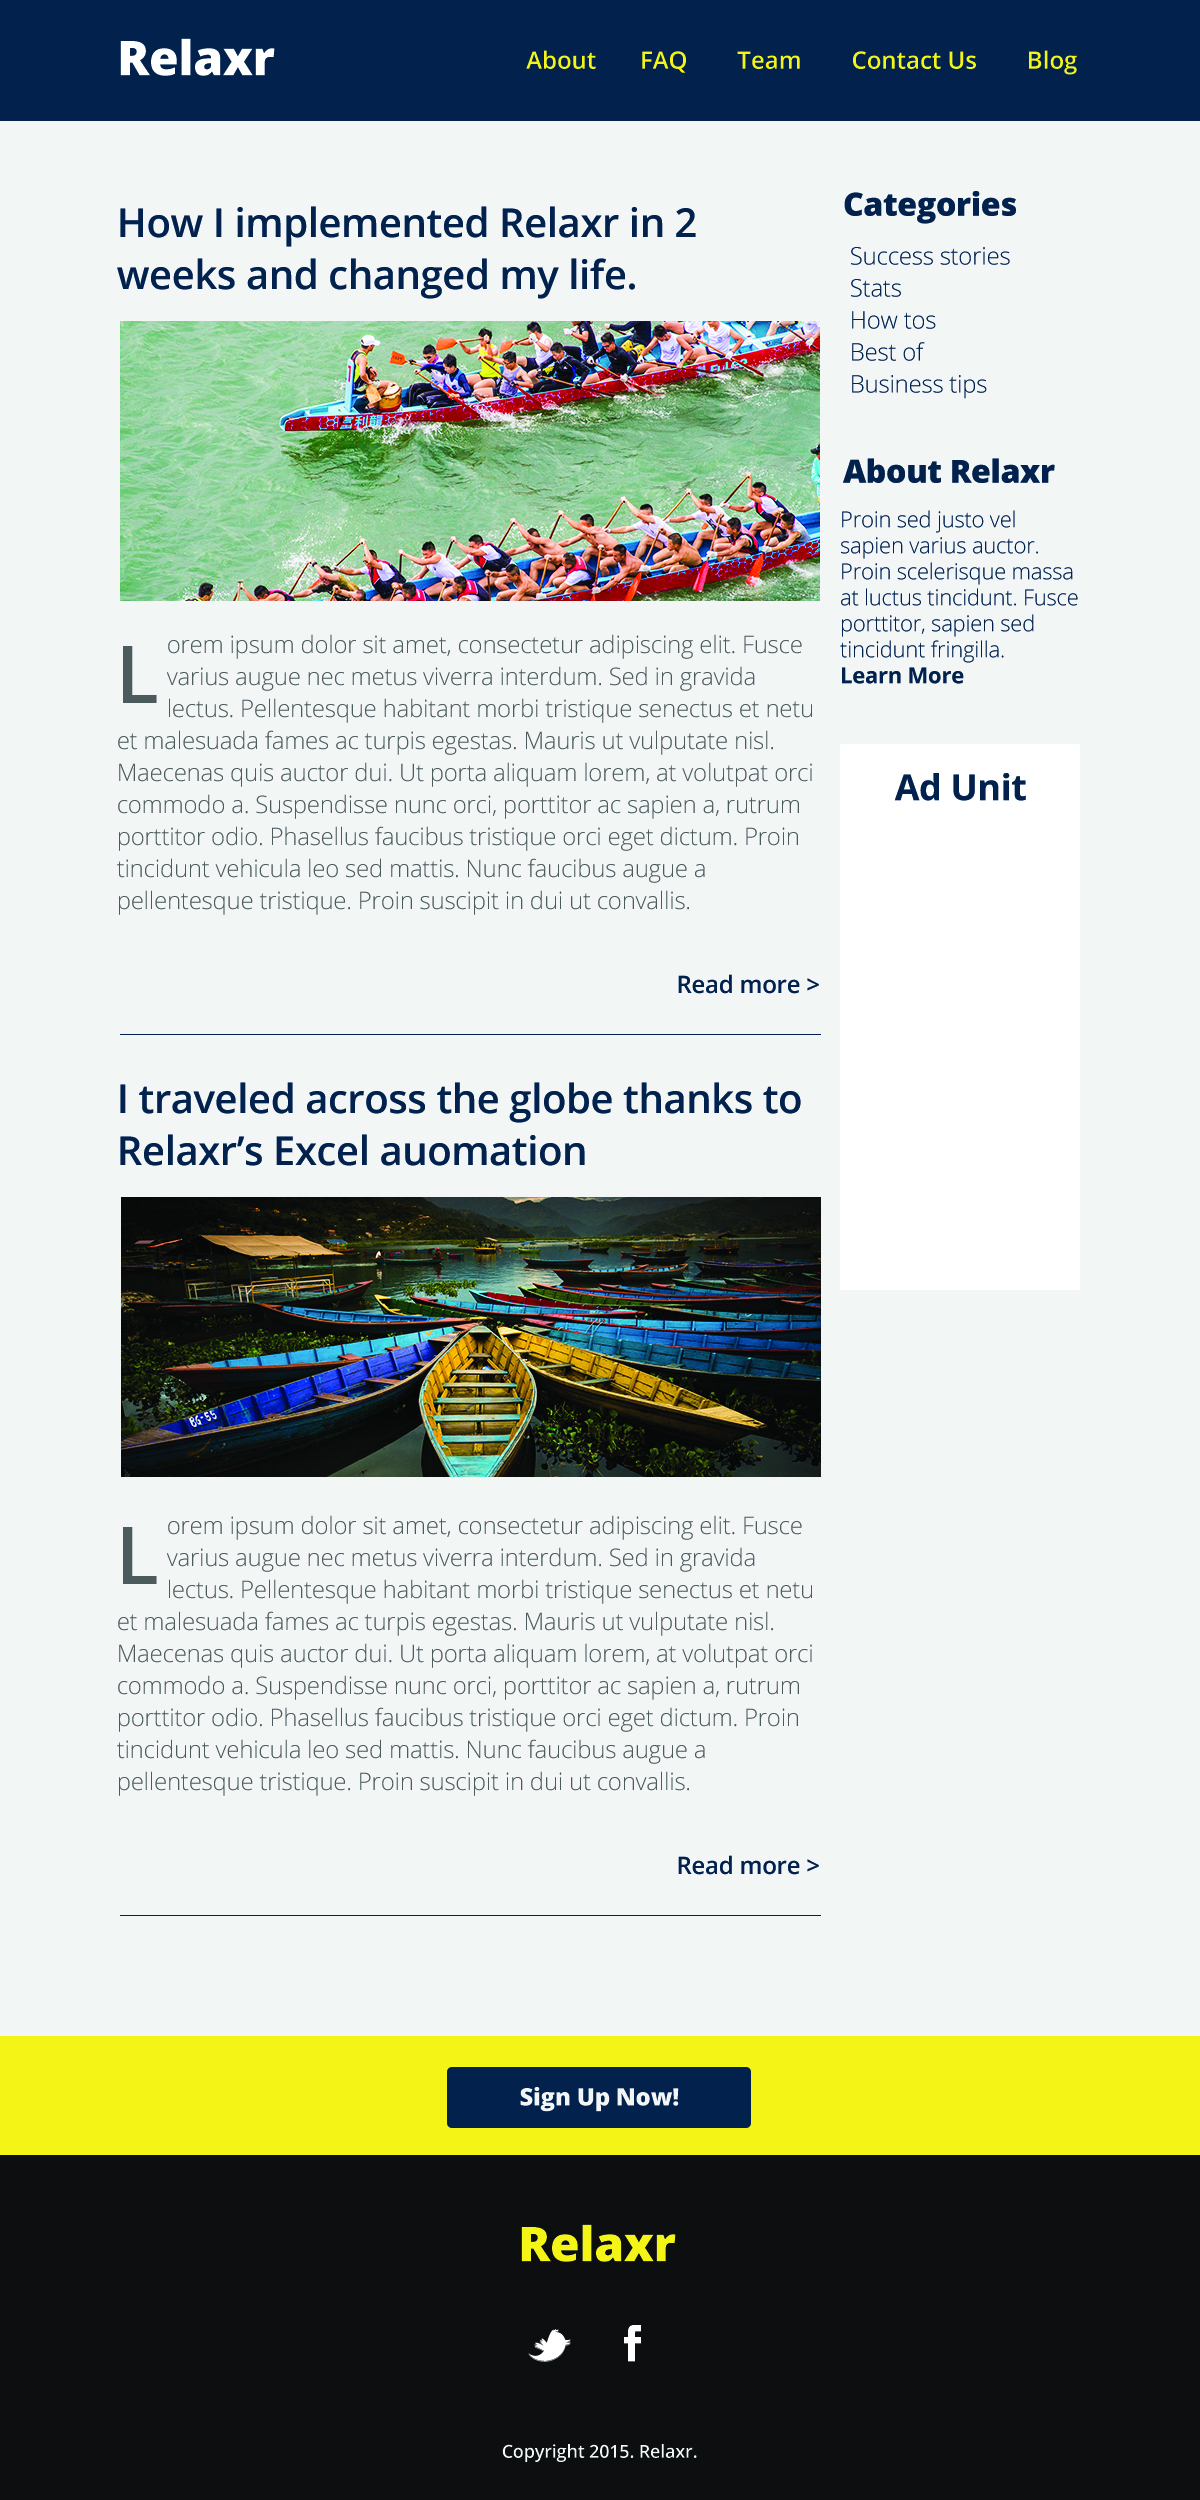 Relaxr
About FAQ Team Contact Us Blog
How I implemented Relaxr in 2
weeks and changed my life.
Lorem ipsum dolor sit amet, consectetur adipiscing elit. Fusce
varius augue nec metus viverra interdum. Sed in gravida
lectus. Pellentesque habitant morbi tristique senectus et netu
et malesuada fames ac turpis egestas. Mauris ut vulputate nisl.
Maecenas quis auctor dui. Ut porta aliquam lorem, at volutpat orci
commodo a. Suspendisse nunc orci, porttitor ac sapien a, rutrum
porttitor odio. Phasellus faucibus tristique orci eget dictum. Proin
tincidunt vehicula leo sed mattis. Nunc faucibus augue a
pellentesque tristique. Proin suscipit in dui ut convallis.
Read more >
I traveled across the globe thanks to
Relaxr’s Excel auomation
Lorem ipsum dolor sit amet, consectetur adipiscing elit. Fusce
varius augue nec metus viverra interdum. Sed in gravida
lectus. Pellentesque habitant morbi tristique senectus et netu
et malesuada fames ac turpis egestas. Mauris ut vulputate nisl.
Maecenas quis auctor dui. Ut porta aliquam lorem, at volutpat orci
commodo a. Suspendisse nunc orci, porttitor ac sapien a, rutrum
porttitor odio. Phasellus faucibus tristique orci eget dictum. Proin
tincidunt vehicula leo sed mattis. Nunc faucibus augue a
pellentesque tristique. Proin suscipit in dui ut convallis.
Read more >
Categories
Success stories
Stats
How tos
Best of
Business tips
About Relaxr
Proin sed justo vel
sapien varius auctor.
Proin scelerisque massa
at luctus tincidunt. Fusce
porttitor, sapien sed
tincidunt fringilla.
Learn More
Ad Unit
Sign Up Now!
Relaxr
Copyright 2015. Relaxr.